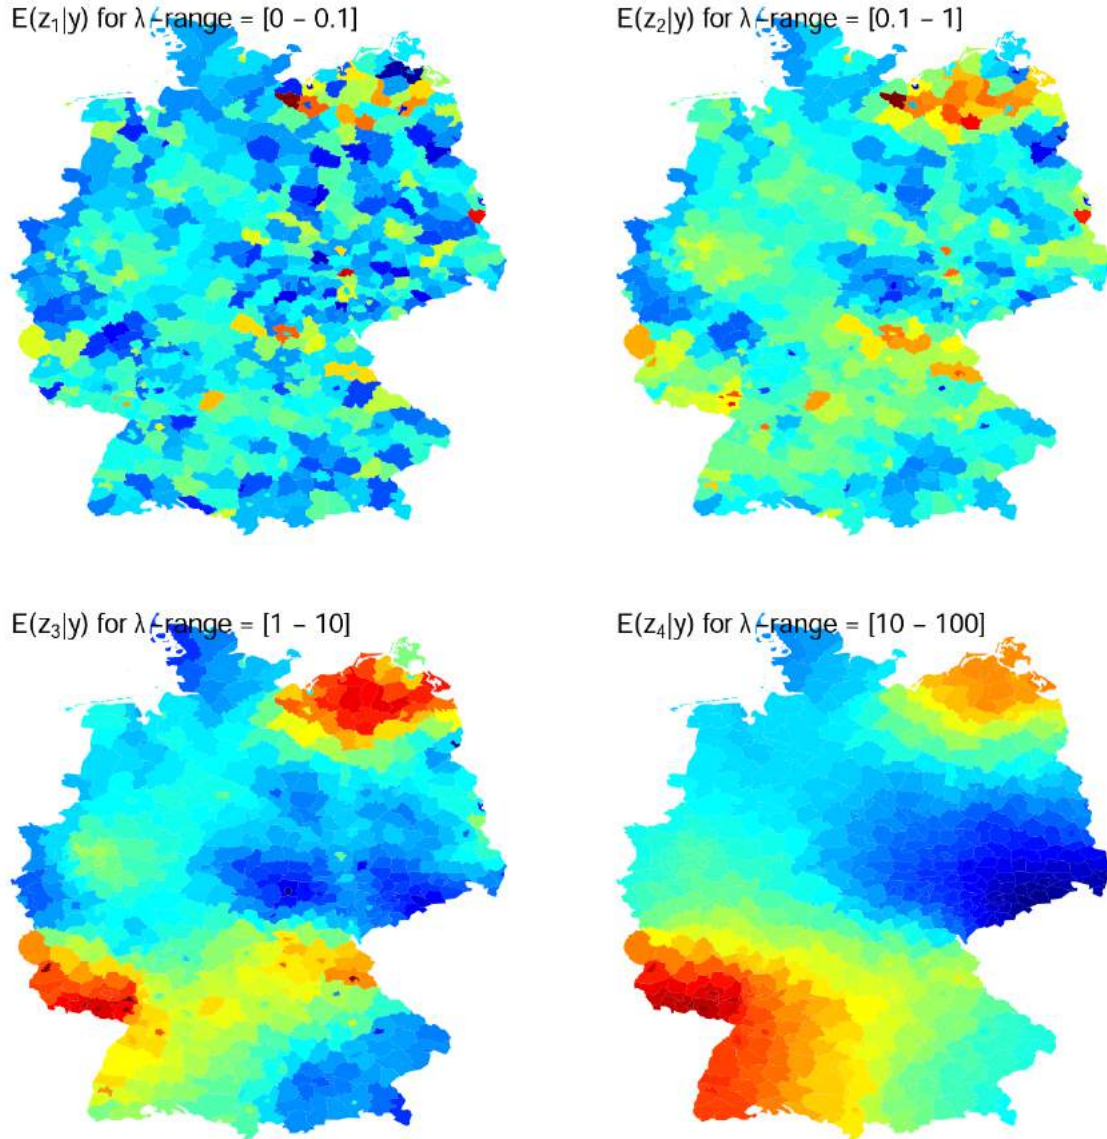 E(z₁|y) for λ−range = [0 − 0.1]
E(z₂|y) for λ−range = [0.1 − 1]
E(z₃|y) for λ−range = [1 − 10]
E(z₄|y) for λ−range = [10 − 100]